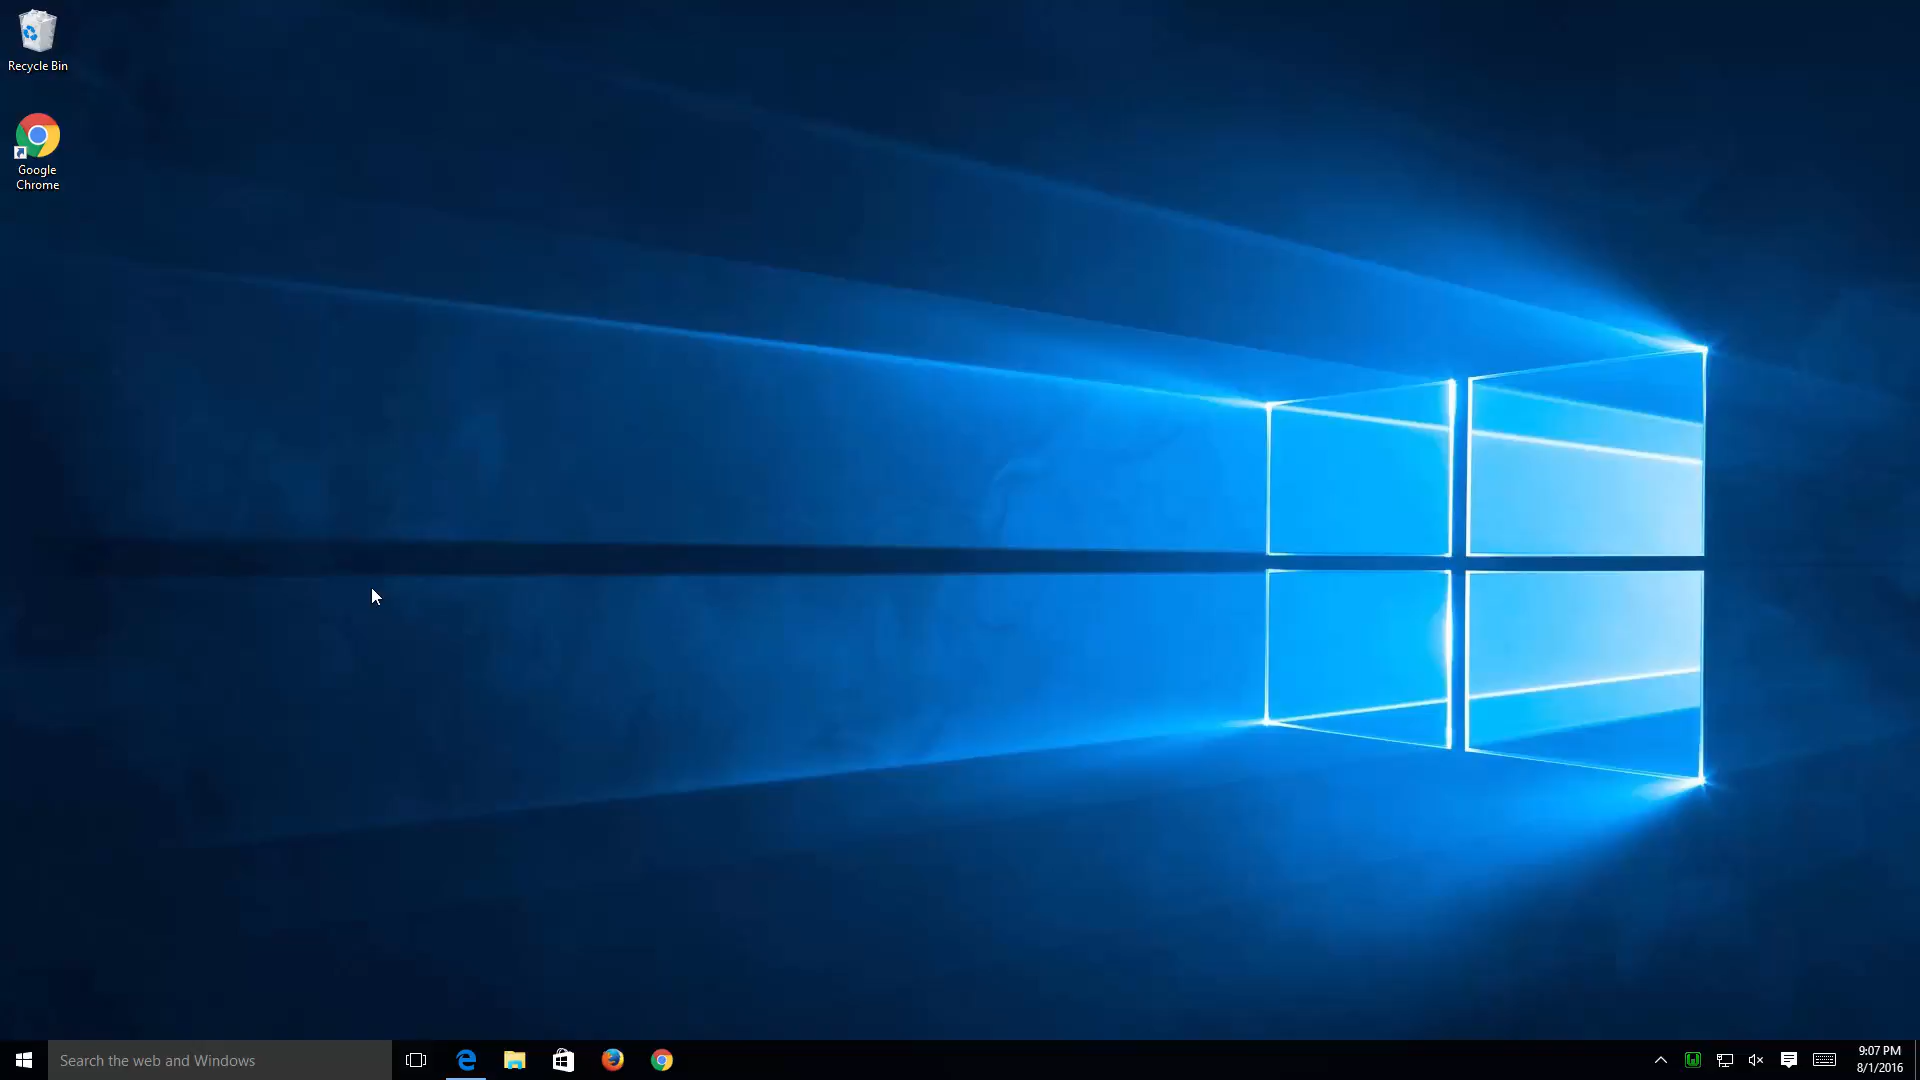 Recycle Bin
Google
Chrome
Search the web and Windows
9:07 PM
8/1/2016